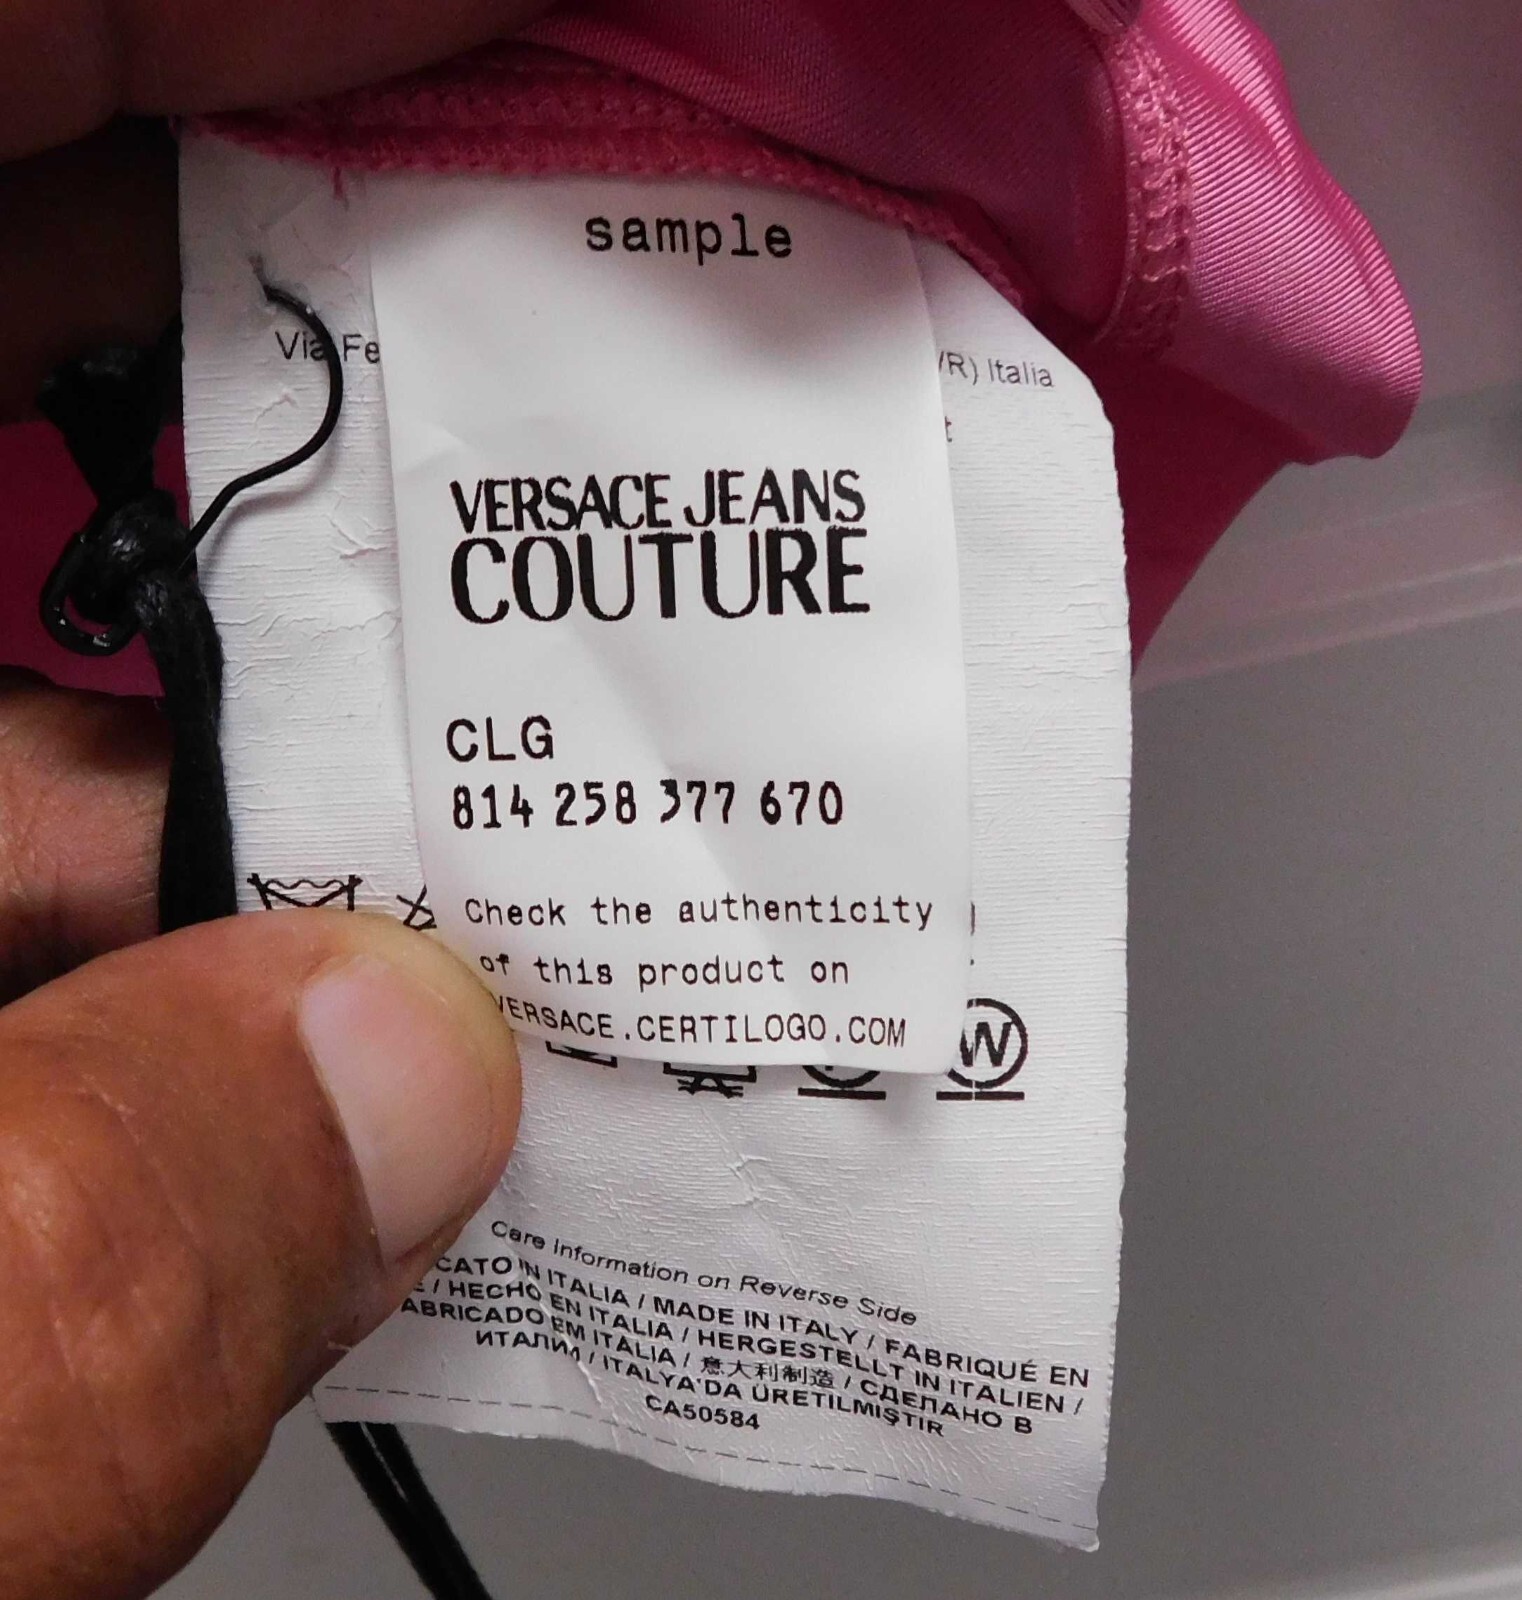 sample
Via Fe
/R) Italia
VERSACE JEANS
COUTURE
CLG
814 258 377 670
Check the authenticity
of this product on
VERSACE.CERTILOGO.COM
W
Care Information on Reverse Side
CATO IN ITALIA / MADE IN ITALY / FABRIQUÉ EN
/ HECHO EN ITALIA / HERGESTELLT IN ITALIEN /
ABRICADO EM ITALIA / 意大利制造 / СДЕЛАНО В
ИТАЛИИ / ITALYA'DA ÜRETILMIŞTIR
CA50584